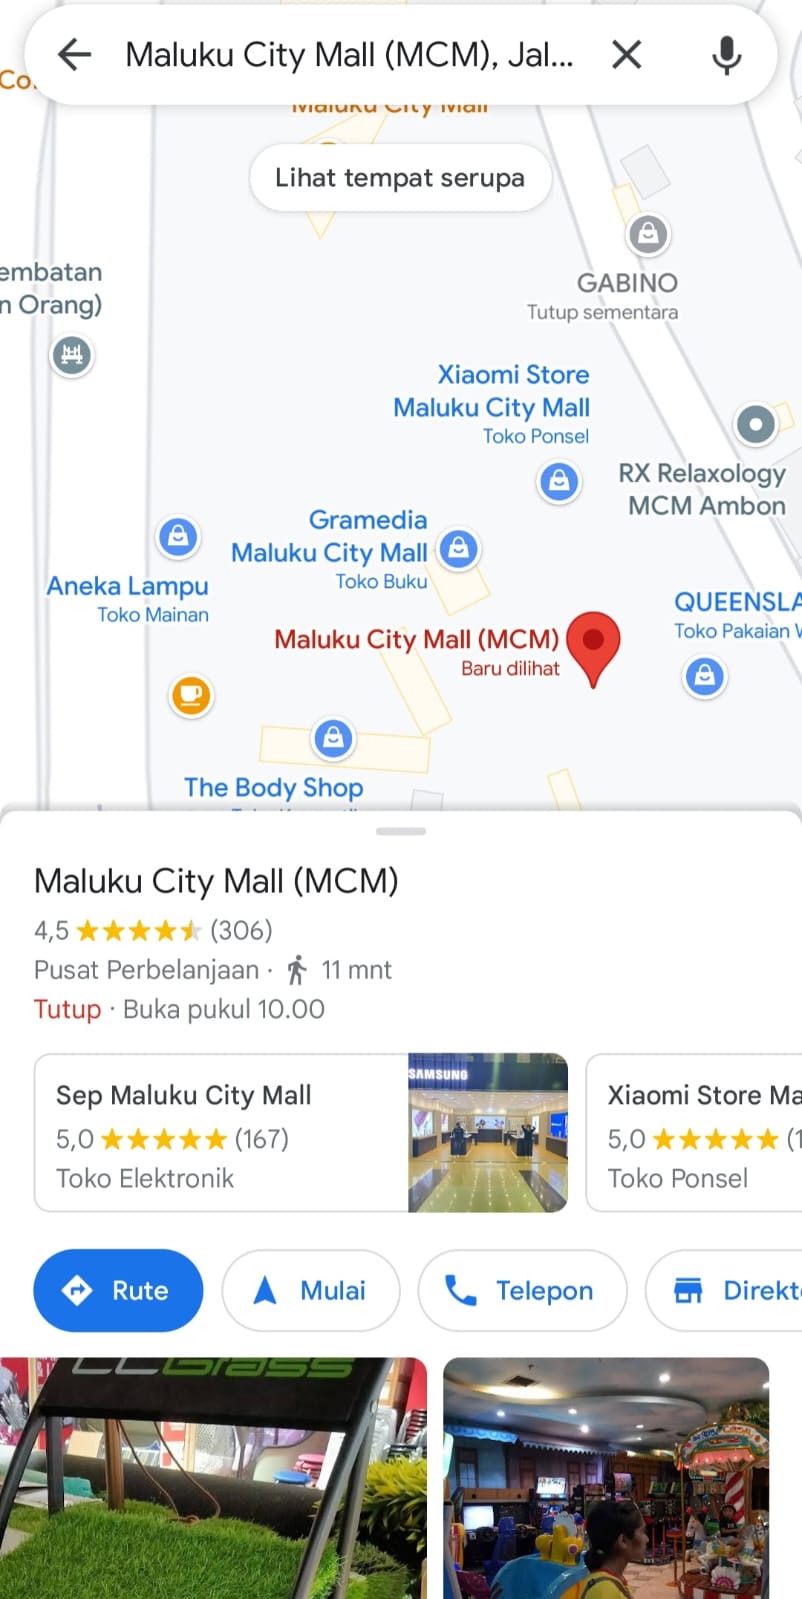 Maluku City Mall (MCM), Jal...
Maluku City Mall
Lihat tempat serupa
GABINO
Tutup sementara
embatan
n Orang)
Xiaomi Store
Maluku City Mall
Toko Ponsel
RX Relaxology
MCM Ambon
Gramedia
Maluku City Mall
Toko Buku
Aneka Lampu
Toko Mainan
QUEENSLA
Toko Pakaian W
Maluku City Mall (MCM)
Baru dilihat
The Body Shop
Maluku City Mall (MCM)
4,5 (306)
Pusat Perbelanjaan · 11 mnt
Tutup · Buka pukul 10.00
Sep Maluku City Mall
5,0 (167)
Toko Elektronik
SAMSUNG
Xiaomi Store Ma
5,0 (1
Toko Ponsel
Rute
Mulai
Telepon
Direkt
Grass